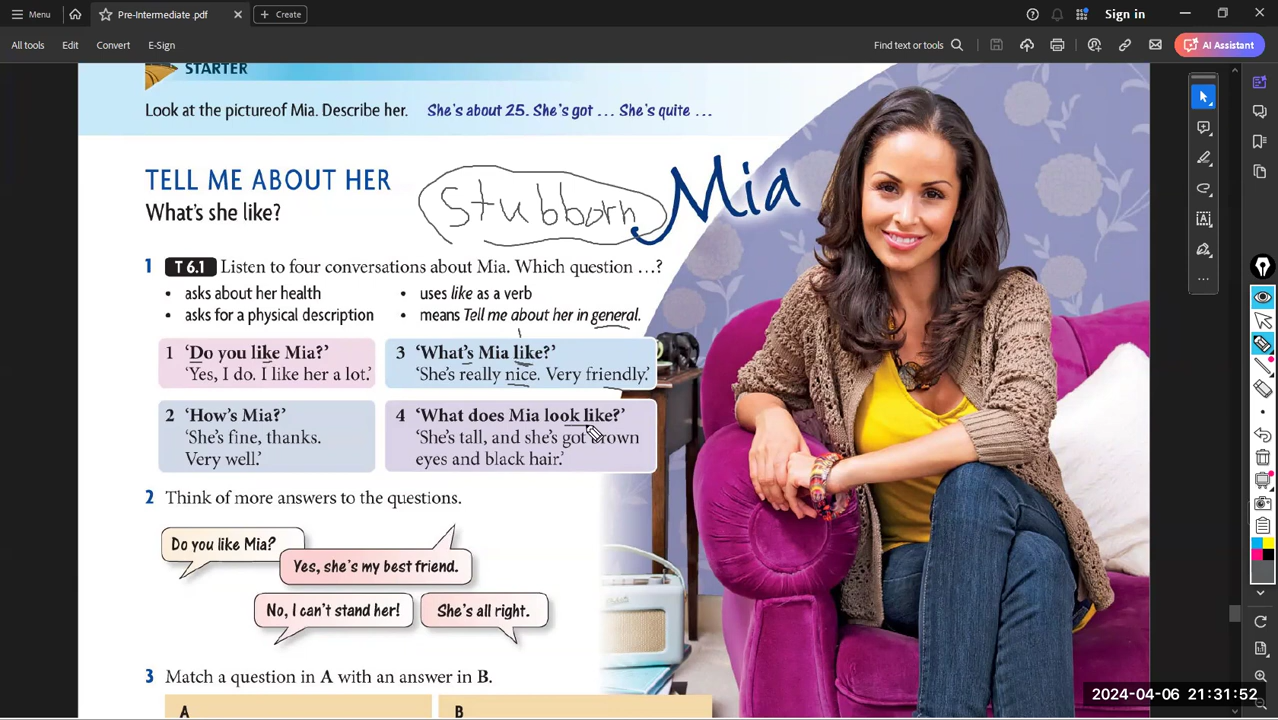 Menu
Pre-Intermediate .pdf
Create
Sign in
All tools
Edit
Convert
E-Sign
Find text or tools
AI Assistant
STARTER
Look at the pictureof Mia. Describe her. She's about 25. She's got … She's quite …
TELL ME ABOUT HER
What's she like?
Stubborn
Mia
1 T 6.1 Listen to four conversations about Mia. Which question …?
• asks about her health
• asks for a physical description
• uses like as a verb
• means Tell me about her in general.
1 'Do you like Mia?'
'Yes, I do. I like her a lot.'
2 'How's Mia?'
'She's fine, thanks.
Very well.'
3 'What's Mia like?'
'She's really nice. Very friendly.'
4 'What does Mia look like?'
'She's tall, and she's got brown
eyes and black hair.'
2 Think of more answers to the questions.
Do you like Mia?
Yes, she's my best friend.
No, I can't stand her!
She's all right.
3 Match a question in A with an answer in B.
A
B
2024-04-06 21:31:52